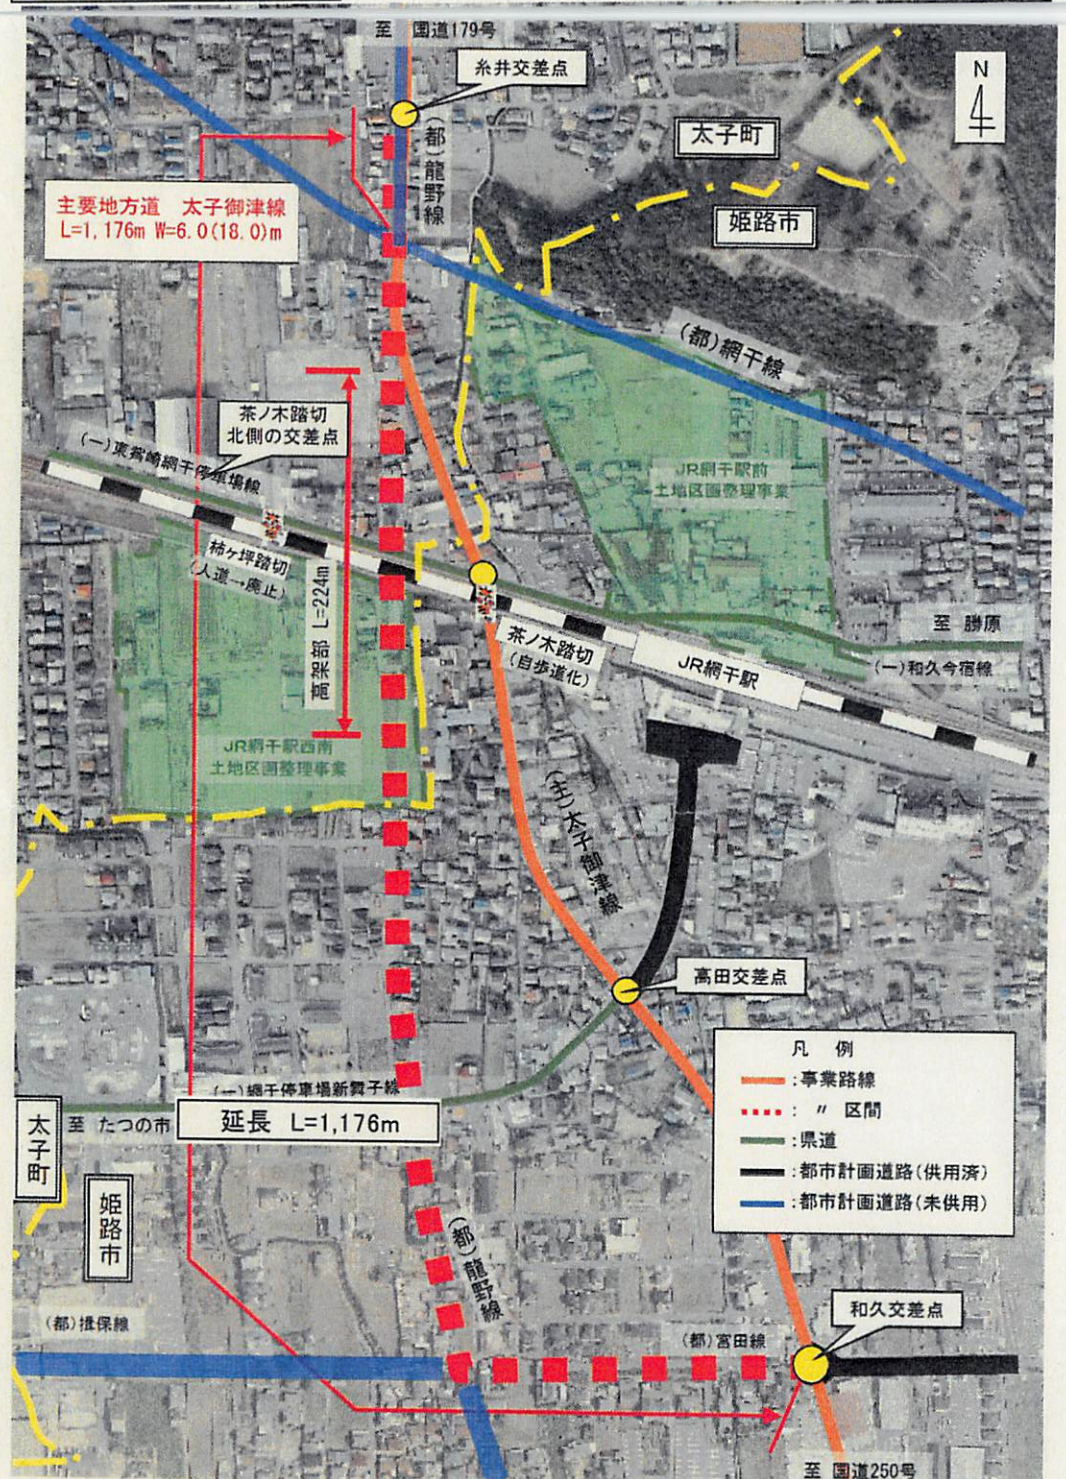 至 国道179号
糸井交差点
N
(都)龍野線
太子町
姫路市
主要地方道 太子御津線
L=1,176m W=6.0(18.0)m
(都)網干線
茶ノ木踏切
北側の交差点
(一)東觜崎網干停車場線
JR網干駅前
土地区画整理事業
柿ヶ坪踏切
(人道→廃止)
高架部 L=224m
茶ノ木踏切
(自歩道化)
JR網干駅
至 勝原
(一)和久今宿線
JR網干駅西南
土地区画整理事業
(主)太子御津線
高田交差点
凡 例
:事業路線
: 〃 区間
:県道
:都市計画道路(供用済)
:都市計画道路(未供用)
(一)網干停車場新舞子線
至 たつの市
延長 L=1,176m
太子町
姫路市
(都)龍野線
(都)揖保線
(都)宮田線
和久交差点
至 国道250号